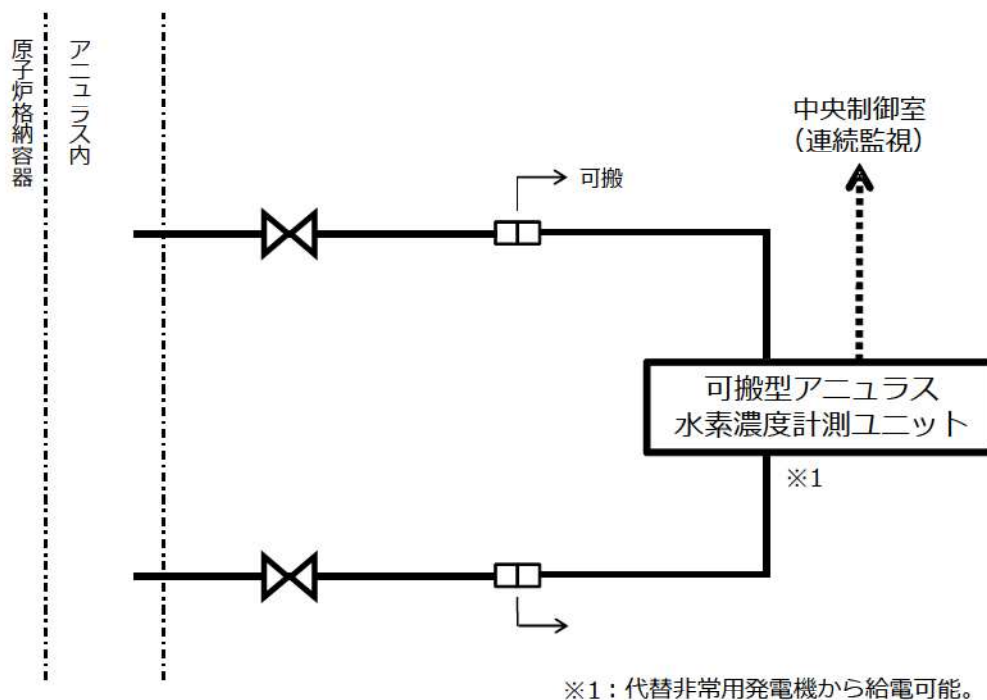 原子炉格納容器
アニュラス内
中央制御室
（連続監視）
可搬
可搬型アニュラス
水素濃度計測ユニット
※1
※1：代替非常用発電機から給電可能。